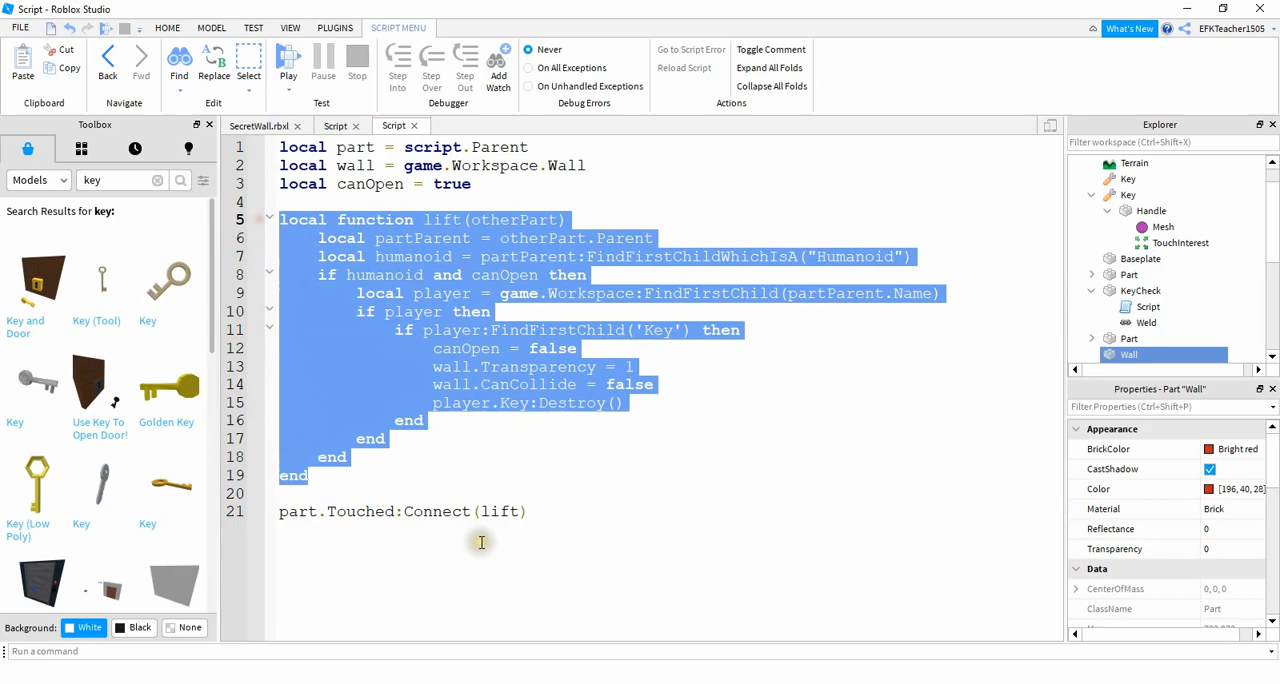 Script - Roblox Studio
FILE
HOME
MODEL
TEST
VIEW
PLUGINS
SCRIPT MENU
What's New
EFKTeacher1505
Paste
Cut
Copy
Clipboard
Back
Fwd
Navigate
Find
Replace
Select
Edit
Play
Pause
Stop
Test
Step Into
Step Over
Step Out
Add Watch
Debugger
Never
On All Exceptions
On Unhandled Exceptions
Debug Errors
Go to Script Error
Reload Script
Toggle Comment
Expand All Folds
Collapse All Folds
Actions
Toolbox
Models
key
Search Results for key:
Key and Door
Key (Tool)
Key
Key
Use Key To Open Door!
Golden Key
Key (Low Poly)
Key
Key
Background:
White
Black
None
SecretWall.rbxl
Script
Script
1 local part = script.Parent
2 local wall = game.Workspace.Wall
3 local canOpen = true
4
5 local function lift(otherPart)
6 local partParent = otherPart.Parent
7 local humanoid = partParent:FindFirstChildWhichIsA("Humanoid")
8 if humanoid and canOpen then
9 local player = game.Workspace:FindFirstChild(partParent.Name)
10 if player then
11 if player:FindFirstChild('Key') then
12 canOpen = false
13 wall.Transparency = 1
14 wall.CanCollide = false
15 player.Key:Destroy()
16 end
17 end
18 end
19 end
20
21 part.Touched:Connect(lift)
Explorer
Filter workspace (Ctrl+Shift+X)
Terrain
Key
Key
Handle
Mesh
TouchInterest
Baseplate
Part
KeyCheck
Script
Weld
Part
Wall
Properties - Part "Wall"
Filter Properties (Ctrl+Shift+P)
Appearance
BrickColor Bright red
CastShadow
Color [196, 40, 28]
Material Brick
Reflectance 0
Transparency 0
Data
CenterOfMass 0, 0, 0
ClassName Part
Run a command